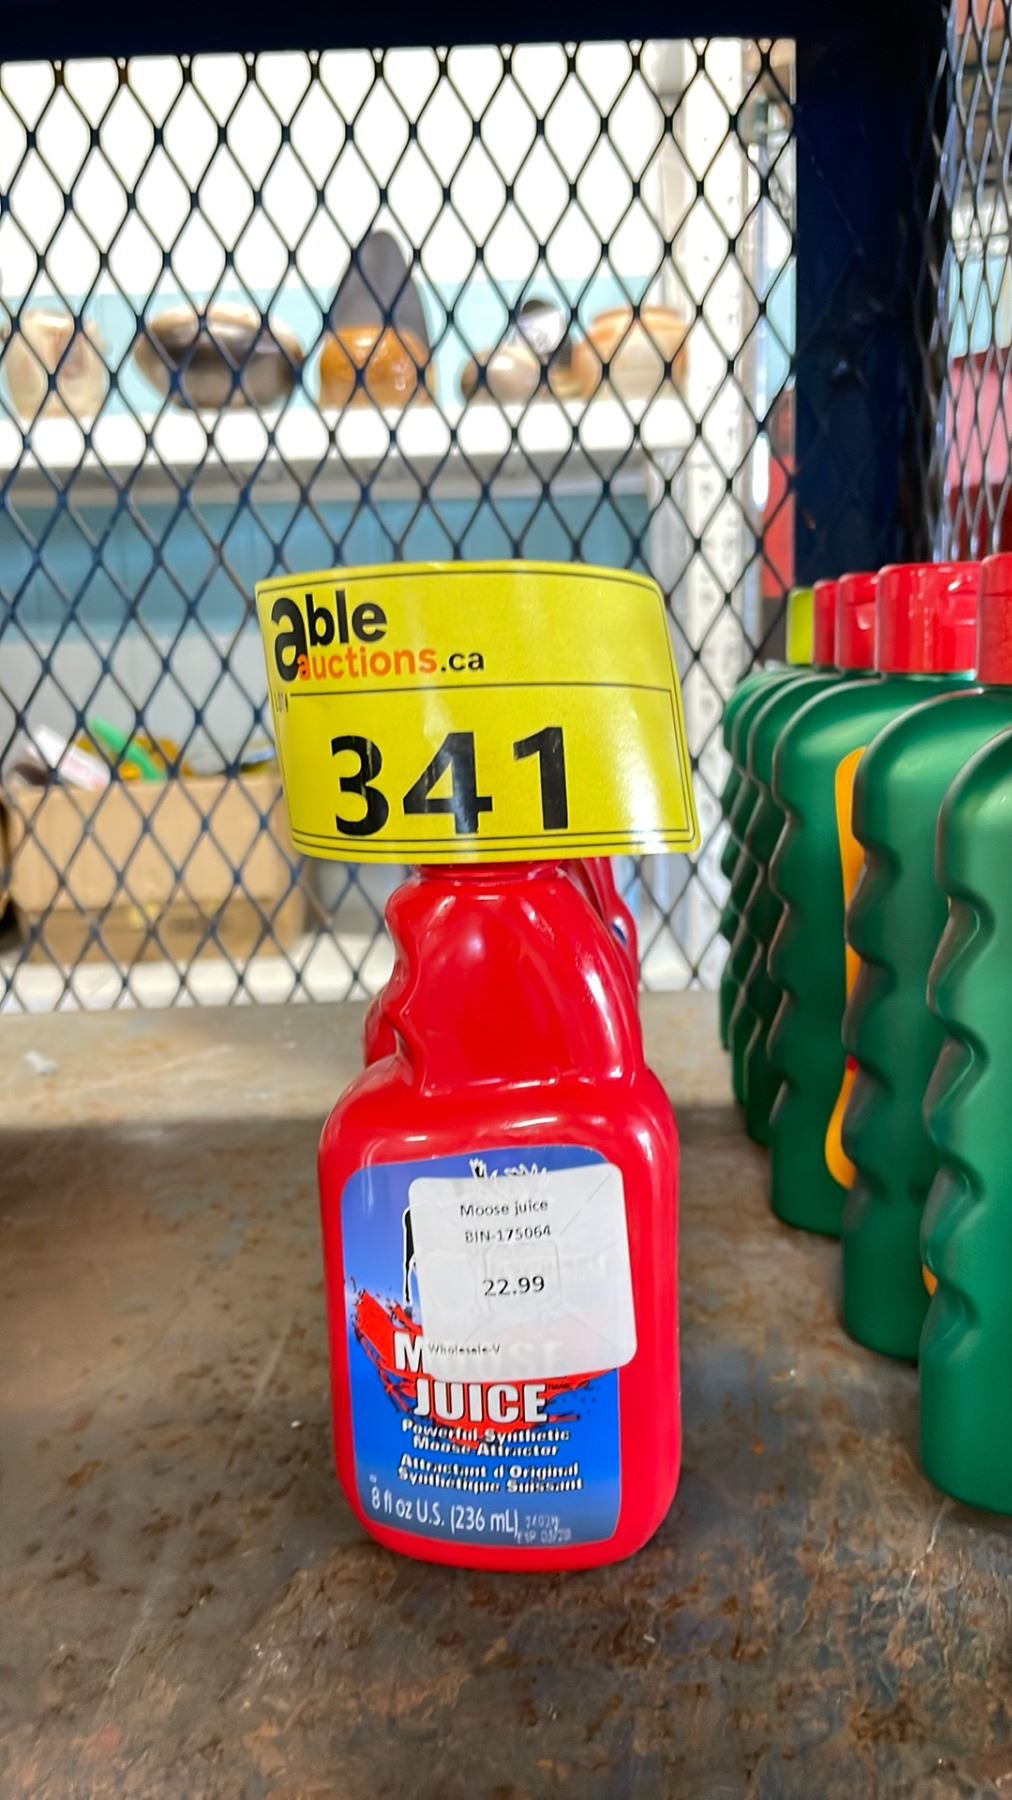 able
auctions.ca
LOT#
341
Moose juice
BIN-175064
22.99
Wholesale-V
JUICE
Powerful Synthetic
Moose Attractor
Attractant d'Original
Synthétique Puissant
8 fl oz U.S. (236 mL)